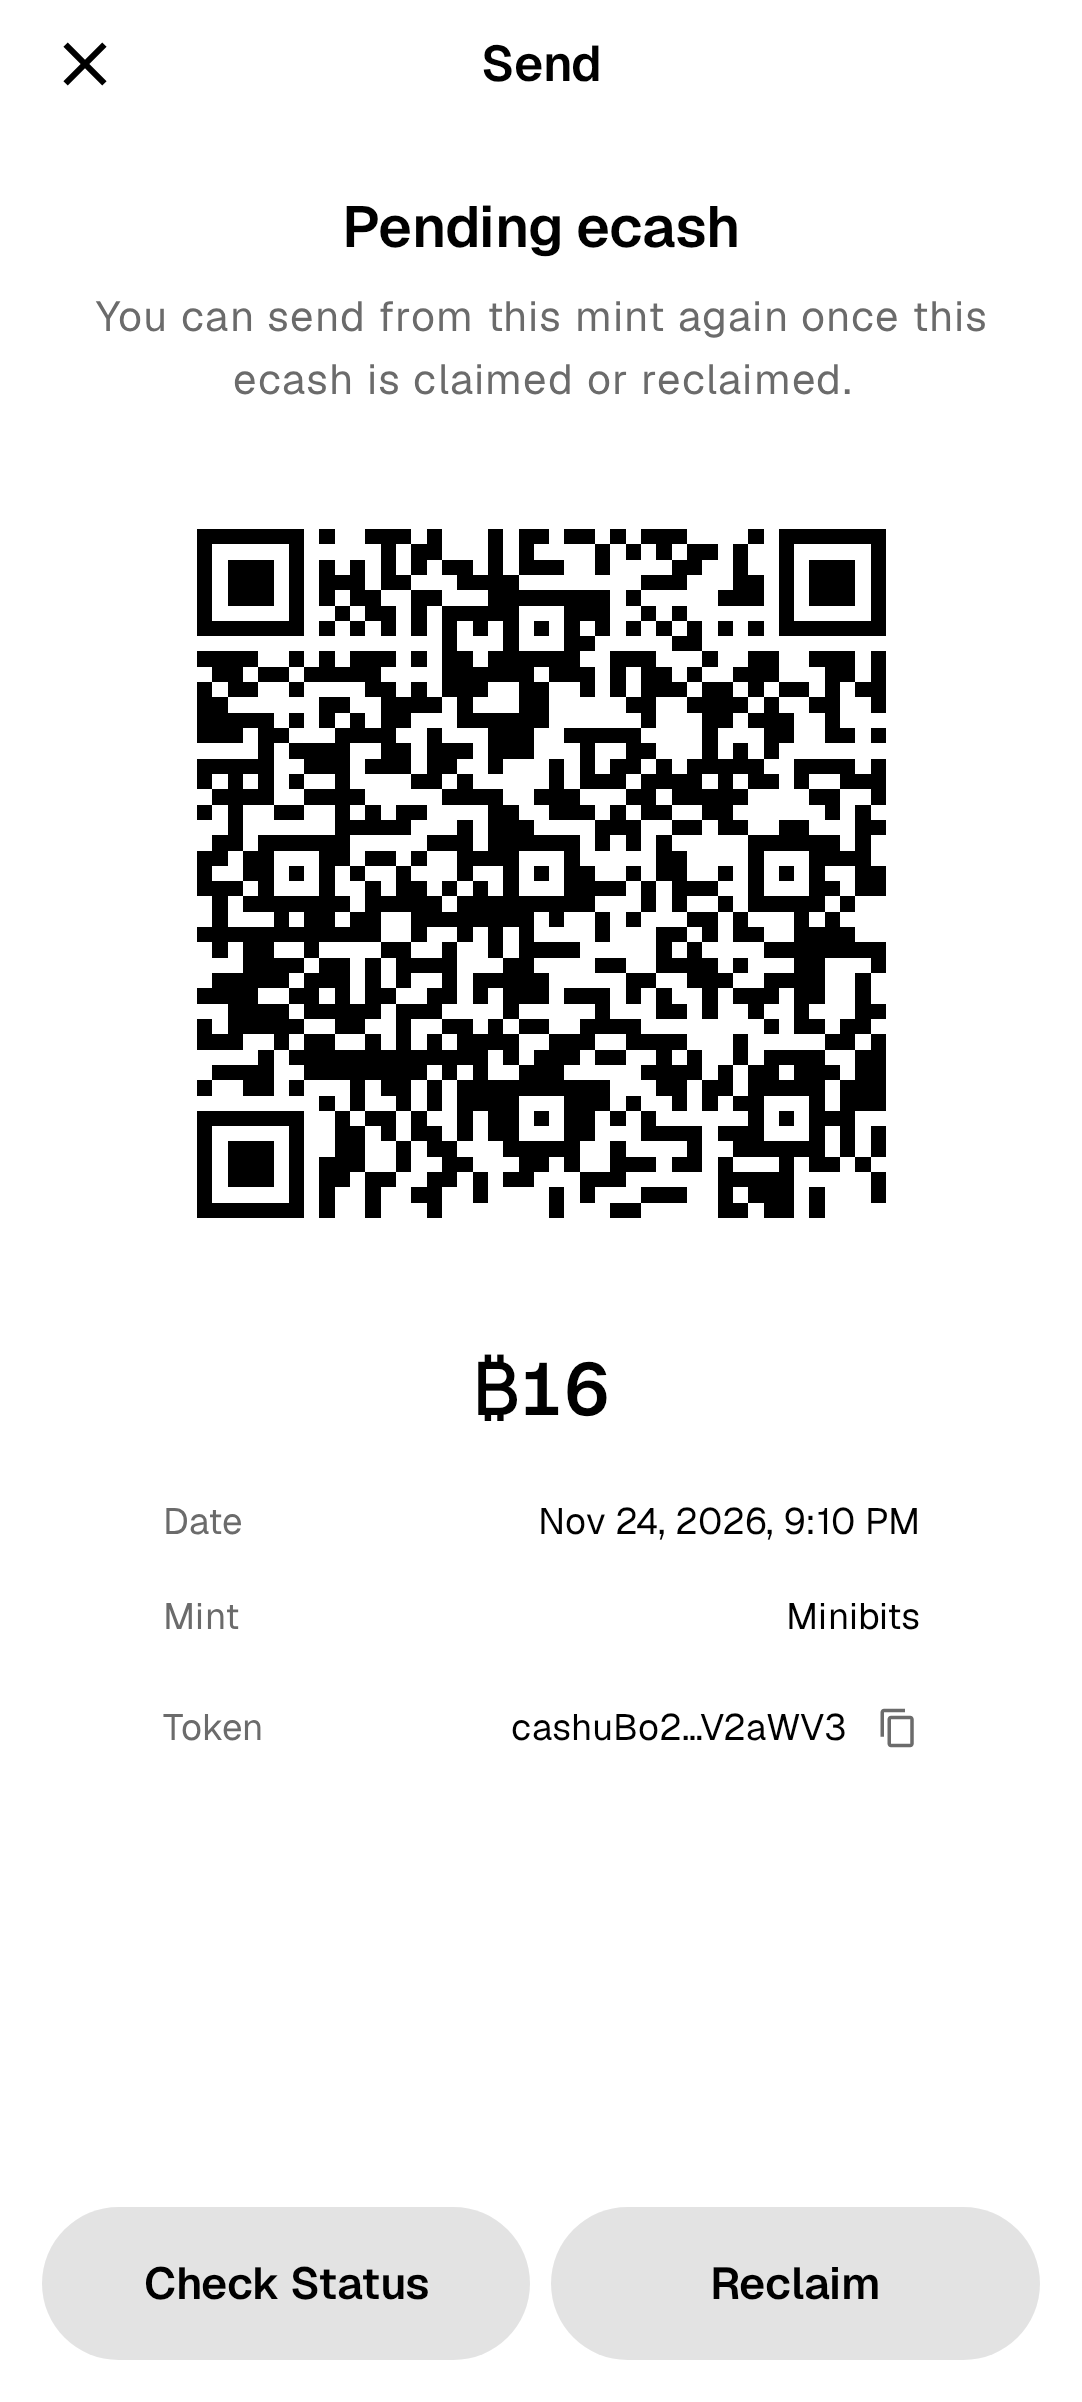 Send
Pending ecash
You can send from this mint again once this
ecash is claimed or reclaimed.
₿16
Date Nov 24, 2026, 9:10 PM
Mint Minibits
Token cashuBo2...V2aWV3
Check Status Reclaim